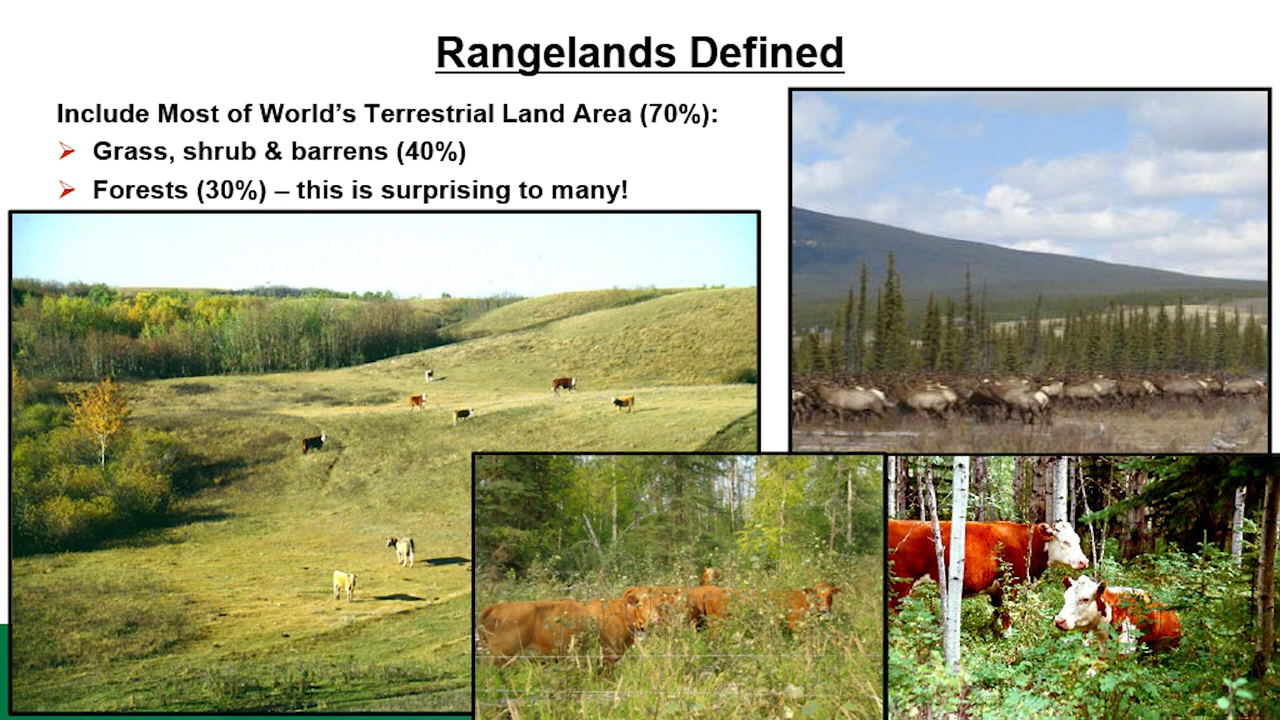 Rangelands Defined
Include Most of World’s Terrestrial Land Area (70%):
Grass, shrub & barrens (40%)
Forests (30%) – this is surprising to many!